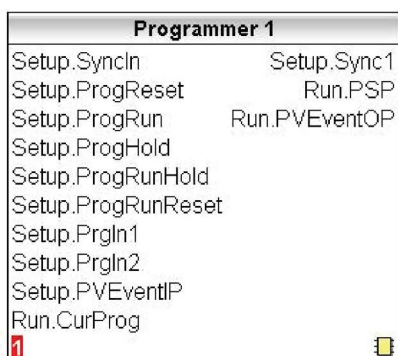 Programmer 1
Setup.SyncIn Setup.Sync1
Setup.ProgReset Run.PSP
Setup.ProgRun Run.PVEventOP
Setup.ProgHold
Setup.ProgRunHold
Setup.ProgRunReset
Setup.PrgIn1
Setup.PrgIn2
Setup.PVEventIP
Run.CurProg
1